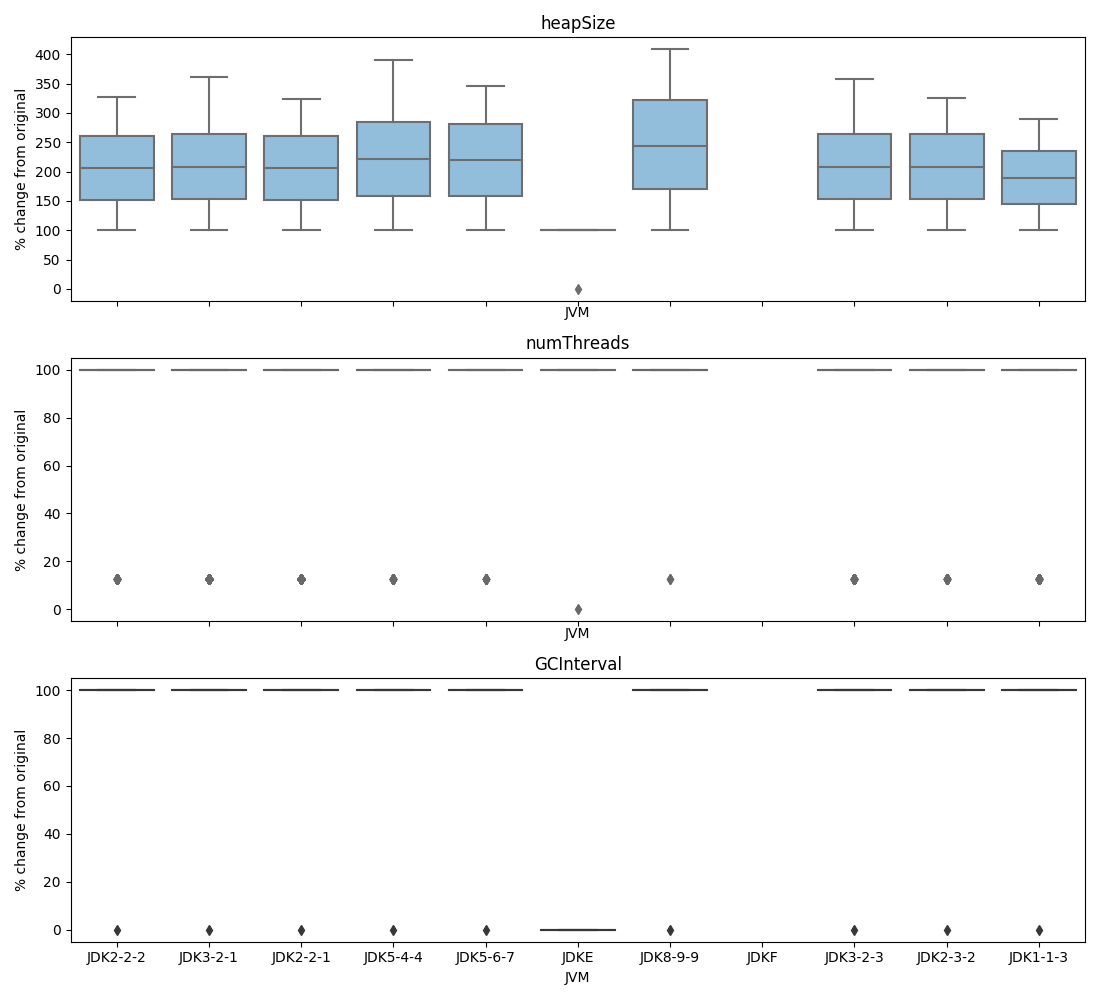 heapSize
% change from original
400
350
300
250
200
150
100
50
0
JVM
numThreads
% change from original
100
80
60
40
20
0
JVM
GCInterval
% change from original
100
80
60
40
20
0
JDK2-2-2 JDK3-2-1 JDK2-2-1 JDK5-4-4 JDK5-6-7 JDKE JDK8-9-9 JDKF JDK3-2-3 JDK2-3-2 JDK1-1-3
JVM